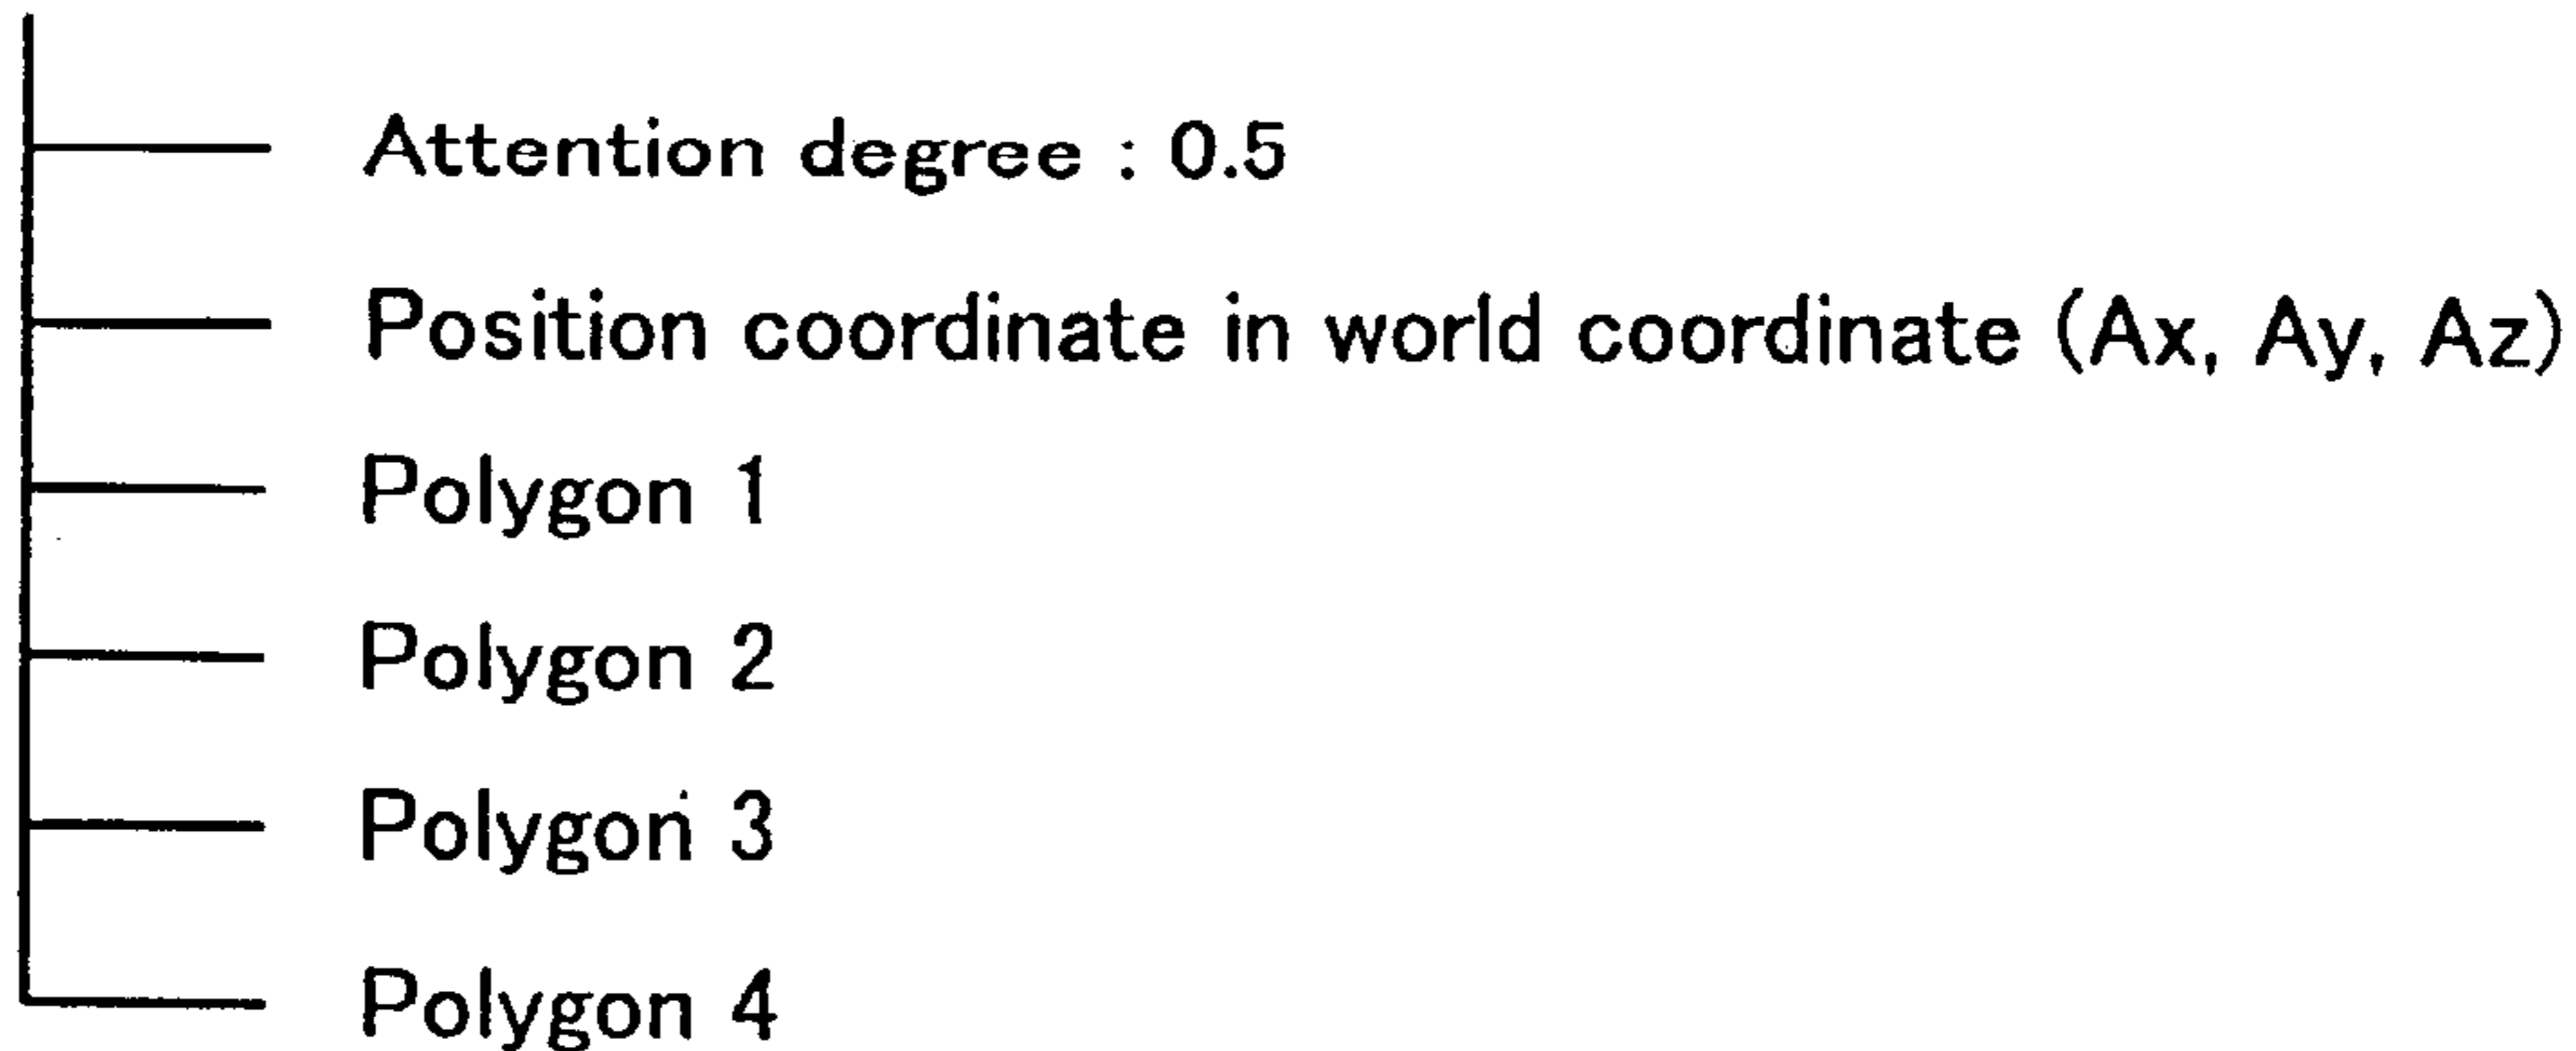 Attention degree : 0.5
Position coordinate in world coordinate (Ax, Ay, Az)
Polygon 1
Polygon 2
Polygon 3
Polygon 4